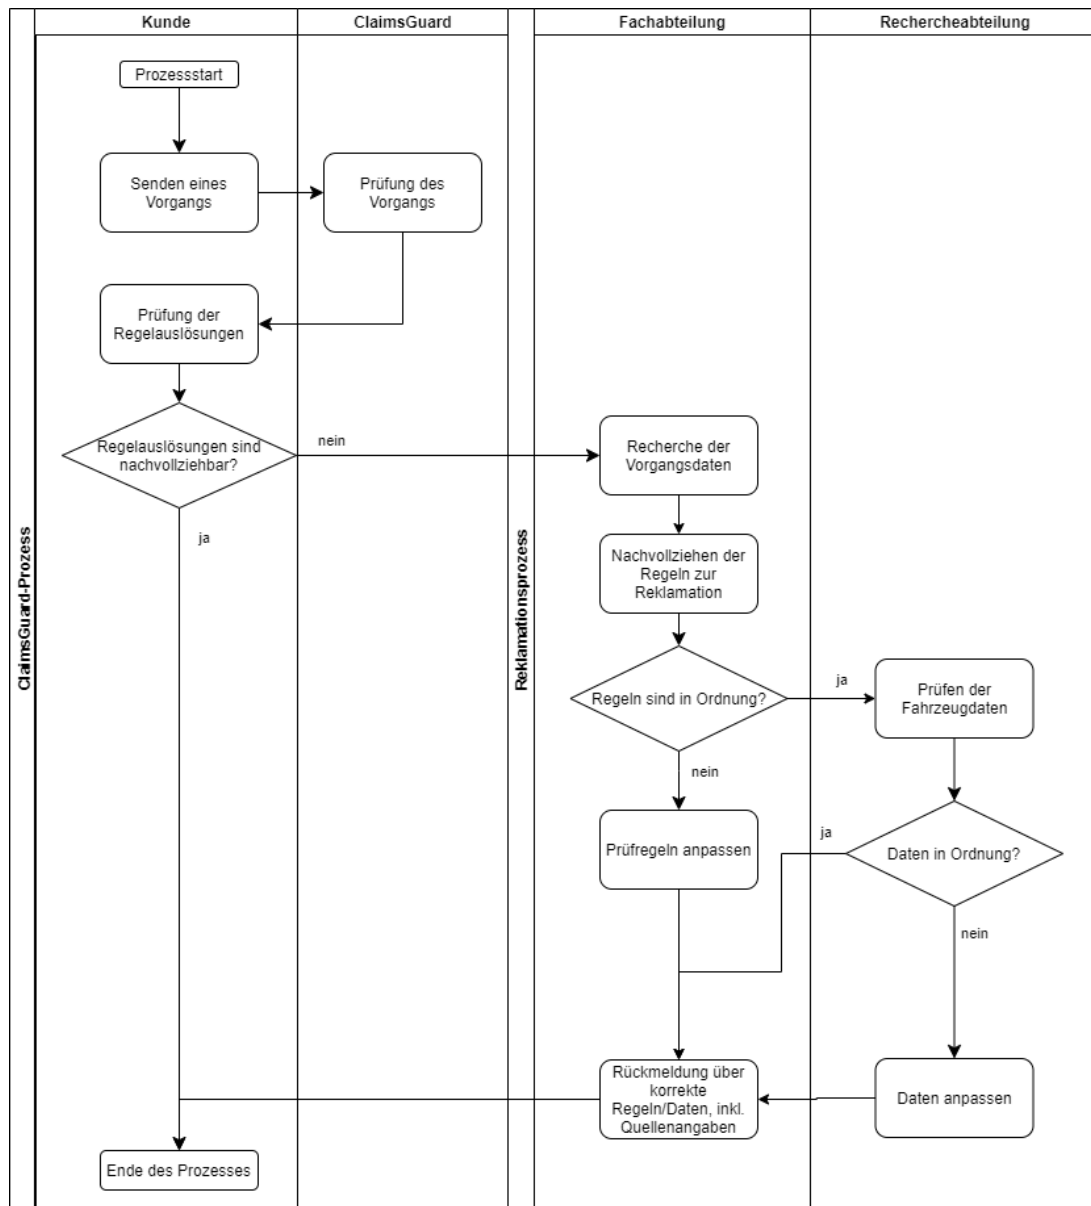 Kunde
ClaimsGuard
Fachabteilung
Rechercheabteilung
ClaimsGuard-Prozess
Reklamationsprozess
Prozessstart
Senden eines
Vorgangs
Prüfung des
Vorgangs
Prüfung der
Regelauslösungen
Regelauslösungen sind
nachvollziehbar?
nein
ja
Recherche der
Vorgangsdaten
Nachvollziehen der
Regeln zur
Reklamation
Regeln sind in Ordnung?
ja
nein
Prüfen der
Fahrzeugdaten
Prüfregeln anpassen
ja
Daten in Ordnung?
nein
Rückmeldung über
korrekte
Regeln/Daten, inkl.
Quellenangaben
Daten anpassen
Ende des Prozesses